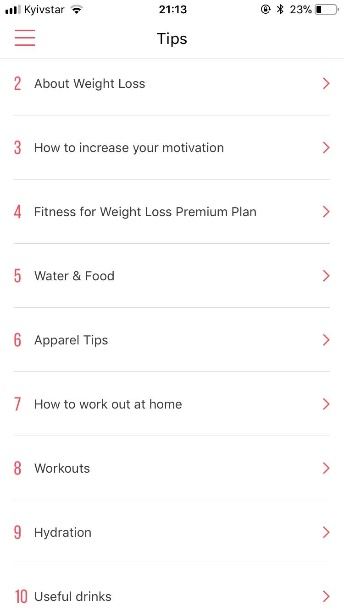 Kyivstar 21:13 23%
Tips
2 About Weight Loss
3 How to increase your motivation
4 Fitness for Weight Loss Premium Plan
5 Water & Food
6 Apparel Tips
7 How to work out at home
8 Workouts
9 Hydration
10 Useful drinks